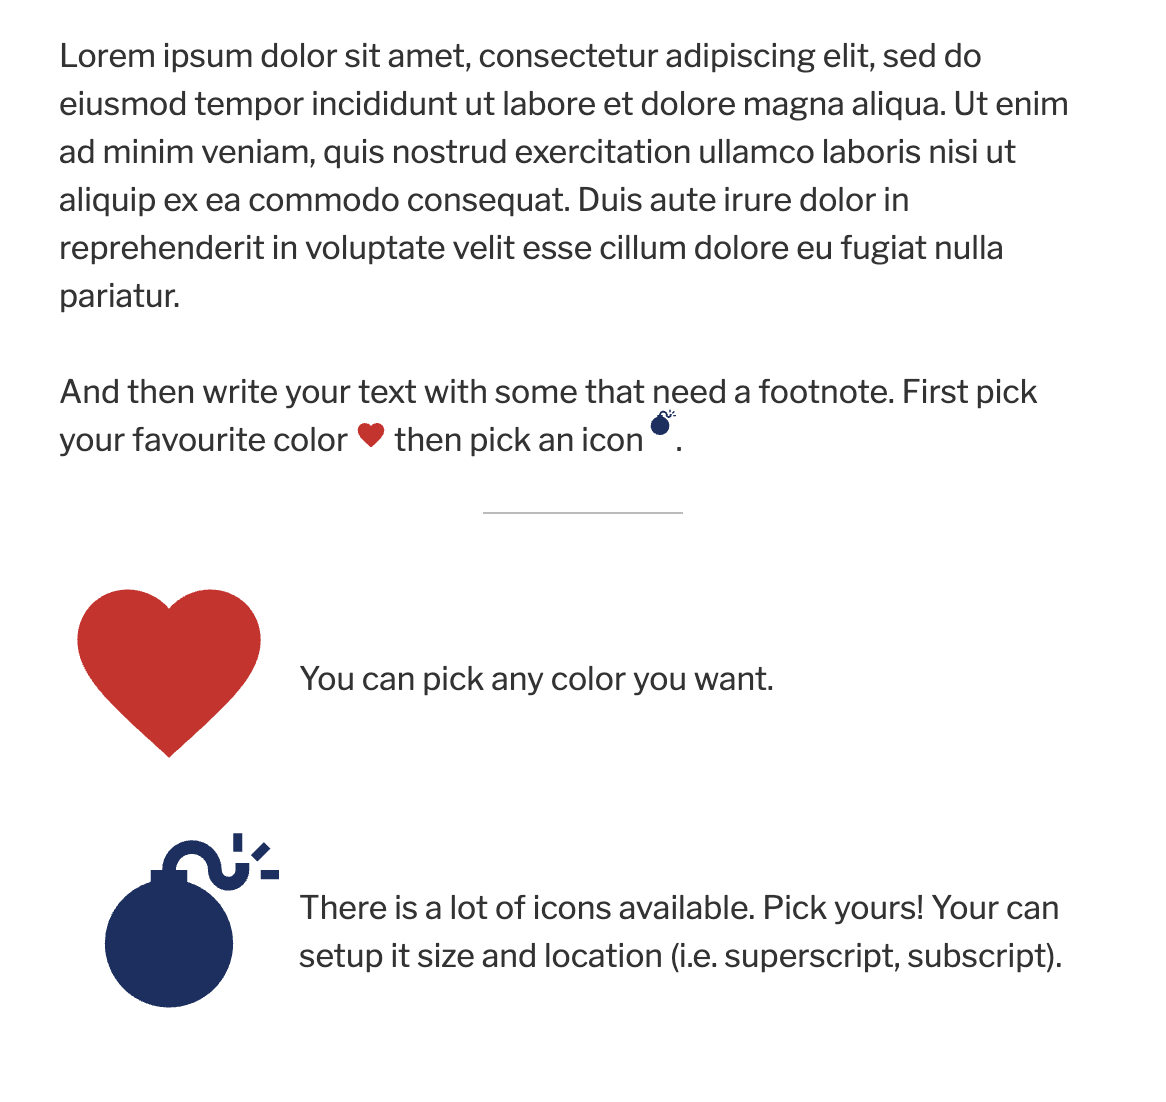 Lorem ipsum dolor sit amet, consectetur adipiscing elit, sed do
eiusmod tempor incididunt ut labore et dolore magna aliqua. Ut enim
ad minim veniam, quis nostrud exercitation ullamco laboris nisi ut
aliquip ex ea commodo consequat. Duis aute irure dolor in
reprehenderit in voluptate velit esse cillum dolore eu fugiat nulla
pariatur.
And then write your text with some that need a footnote. First pick
your favourite color then pick an icon .
You can pick any color you want.
There is a lot of icons available. Pick yours! Your can
setup it size and location (i.e. superscript, subscript).